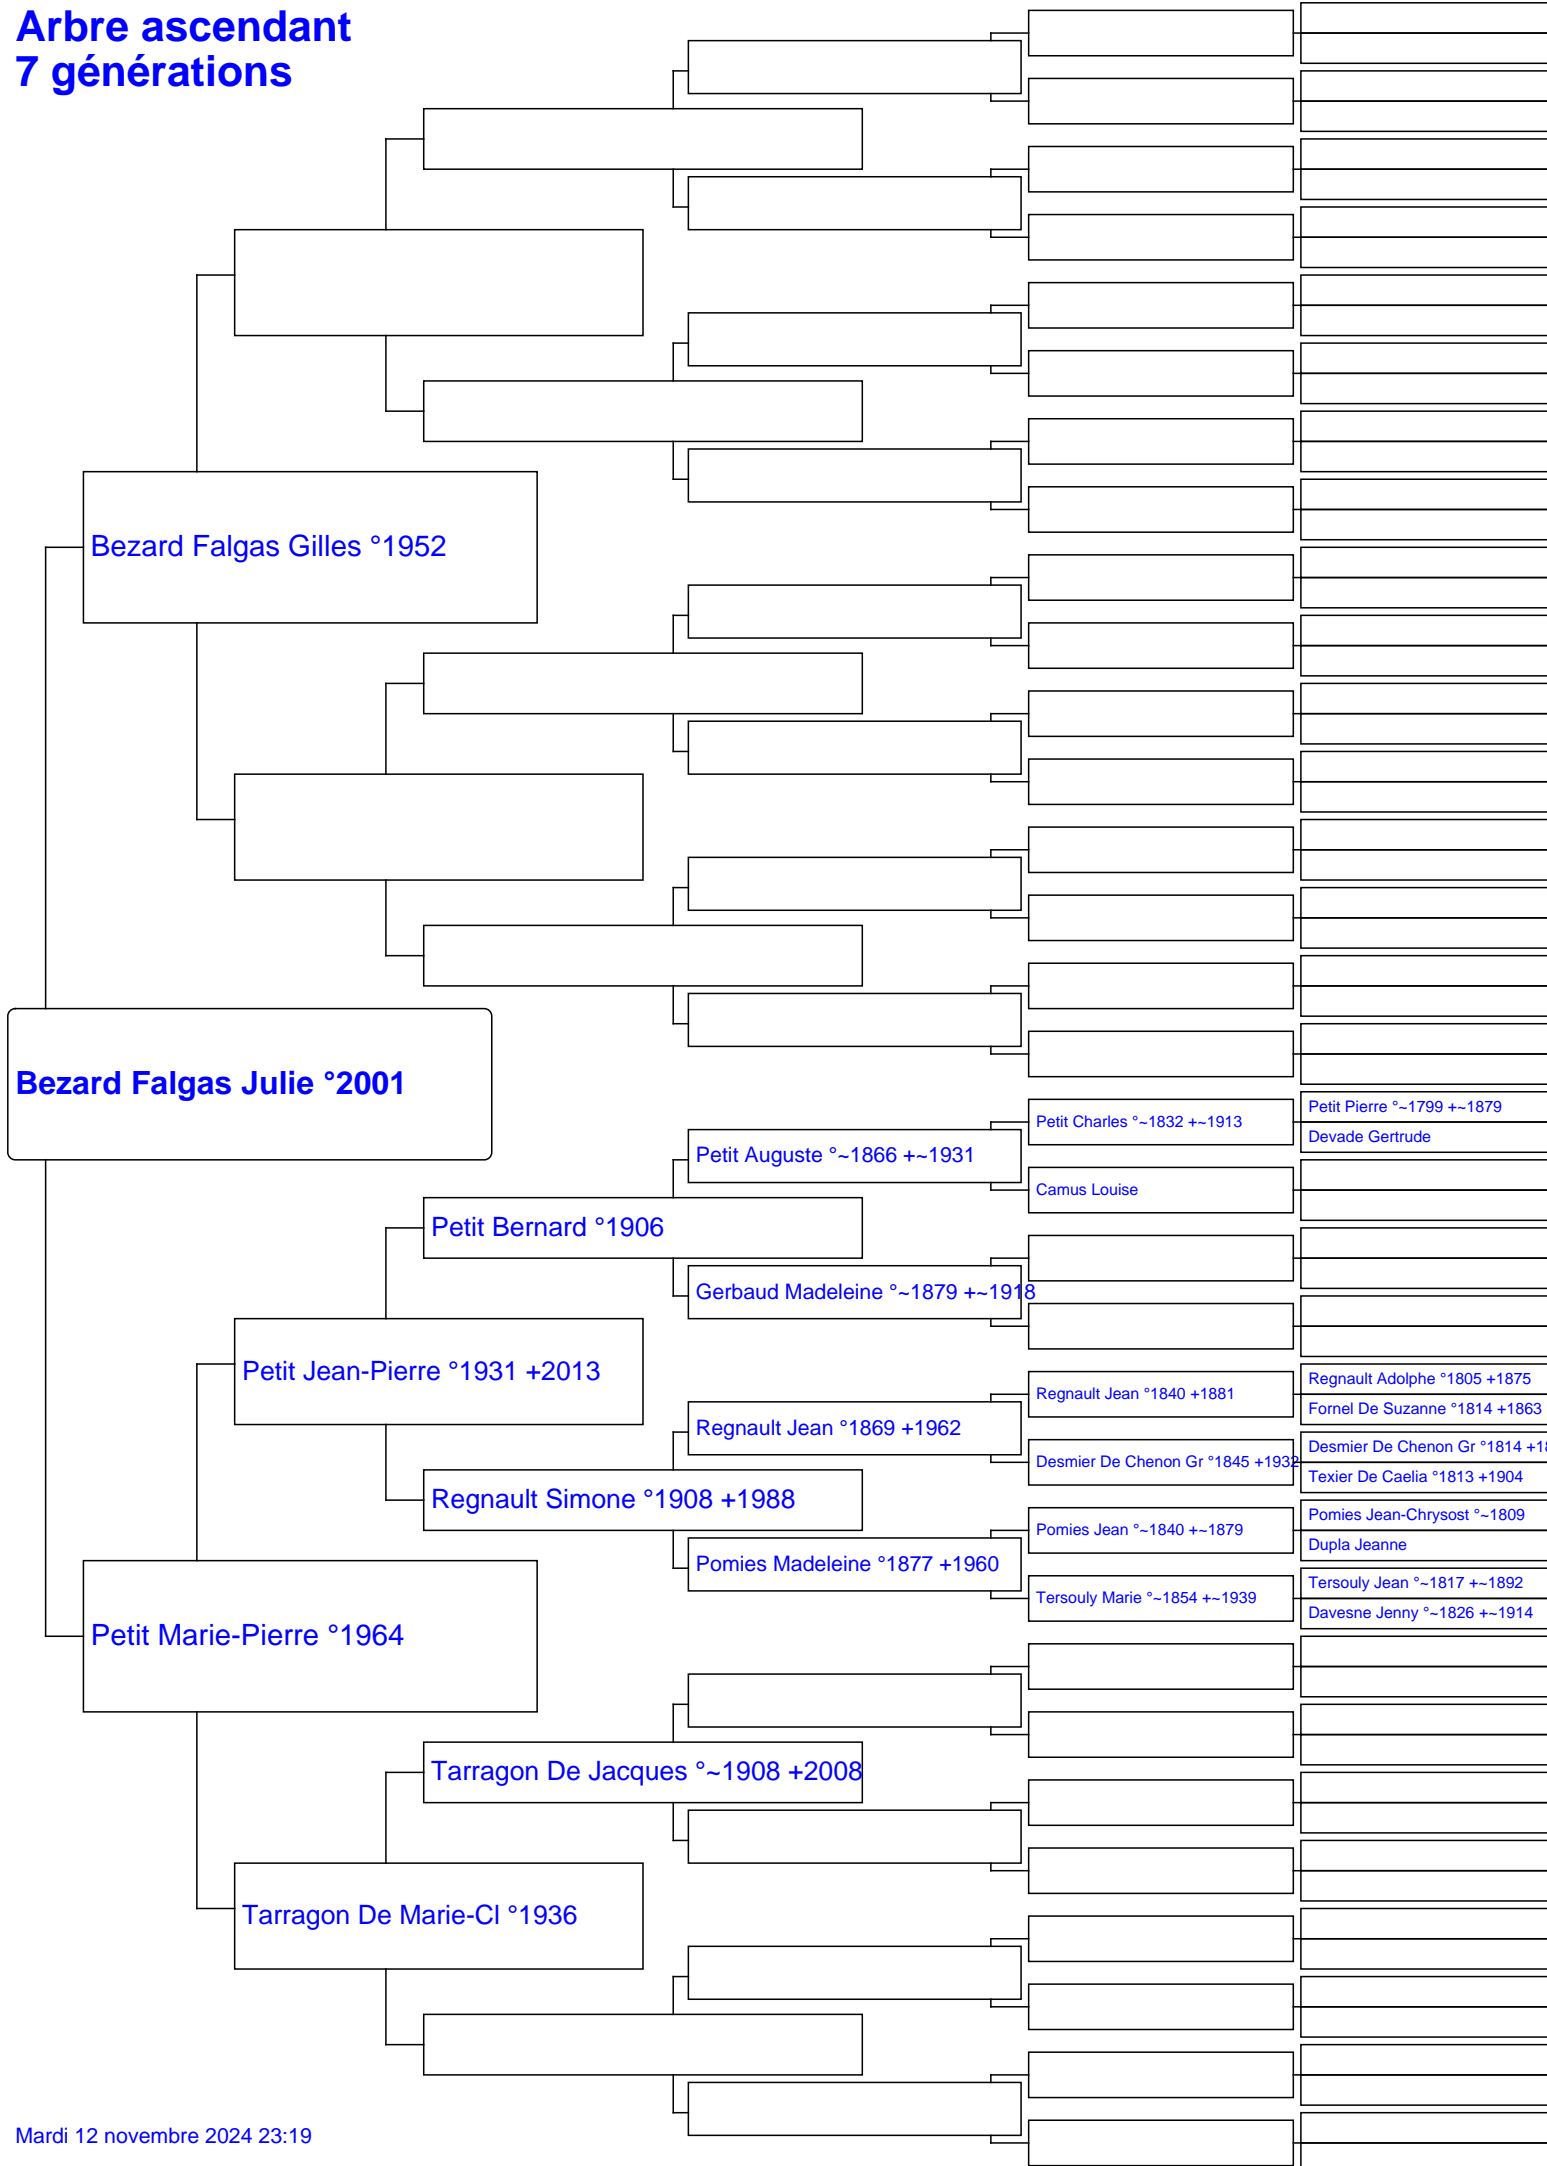 Arbre ascendant
7 générations
Bezard Falgas Gilles °1952
Bezard Falgas Julie °2001
Petit Pierre °~1799 +~1879
Petit Charles °~1832 +~1913
Devade Gertrude
Petit Auguste °~1866 +~1931
Camus Louise
Petit Bernard °1906
Gerbaud Madeleine °~1879 +~1918
Petit Jean-Pierre °1931 +2013
Regnault Adolphe °1805 +1875
Regnault Jean °1840 +1881
Fornel De Suzanne °1814 +1863
Regnault Jean °1869 +1962
Desmier De Chenon Gr °1814 +18
Desmier De Chenon Gr °1845 +1932
Texier De Caelia °1813 +1904
Regnault Simone °1908 +1988
Pomies Jean-Chrysost °~1809
Pomies Jean °~1840 +~1879
Dupla Jeanne
Pomies Madeleine °1877 +1960
Tersouly Jean °~1817 +~1892
Tersouly Marie °~1854 +~1939
Davesne Jenny °~1826 +~1914
Petit Marie-Pierre °1964
Tarragon De Jacques °~1908 +2008
Tarragon De Marie-Cl °1936
Mardi 12 novembre 2024 23:19